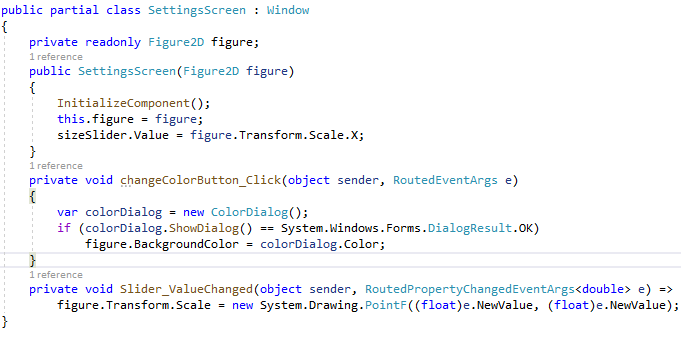 public partial class SettingsScreen : Window
{
    private readonly Figure2D figure;
    1 reference
    public SettingsScreen(Figure2D figure)
    {
        InitializeComponent();
        this.figure = figure;
        sizeSlider.Value = figure.Transform.Scale.X;
    }
    1 reference
    private void changeColorButton_Click(object sender, RoutedEventArgs e)
    {
        var colorDialog = new ColorDialog();
        if (colorDialog.ShowDialog() == System.Windows.Forms.DialogResult.OK)
            figure.BackgroundColor = colorDialog.Color;
    }
    1 reference
    private void Slider_ValueChanged(object sender, RoutedPropertyChangedEventArgs<double> e) =>
        figure.Transform.Scale = new System.Drawing.PointF((float)e.NewValue, (float)e.NewValue);
}